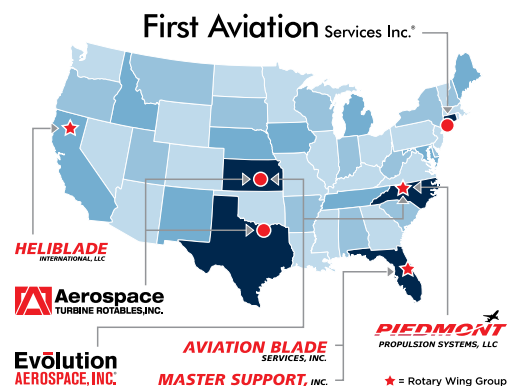 First Aviation Services Inc.®
HELIBLADE
INTERNATIONAL, LLC
Aerospace
TURBINE ROTABLES, INC.
Evolution
AEROSPACE, INC.®
AVIATION BLADE
SERVICES, INC.
MASTER SUPPORT, INC.
PIEDMONT
PROPULSION SYSTEMS, LLC
★ = Rotary Wing Group